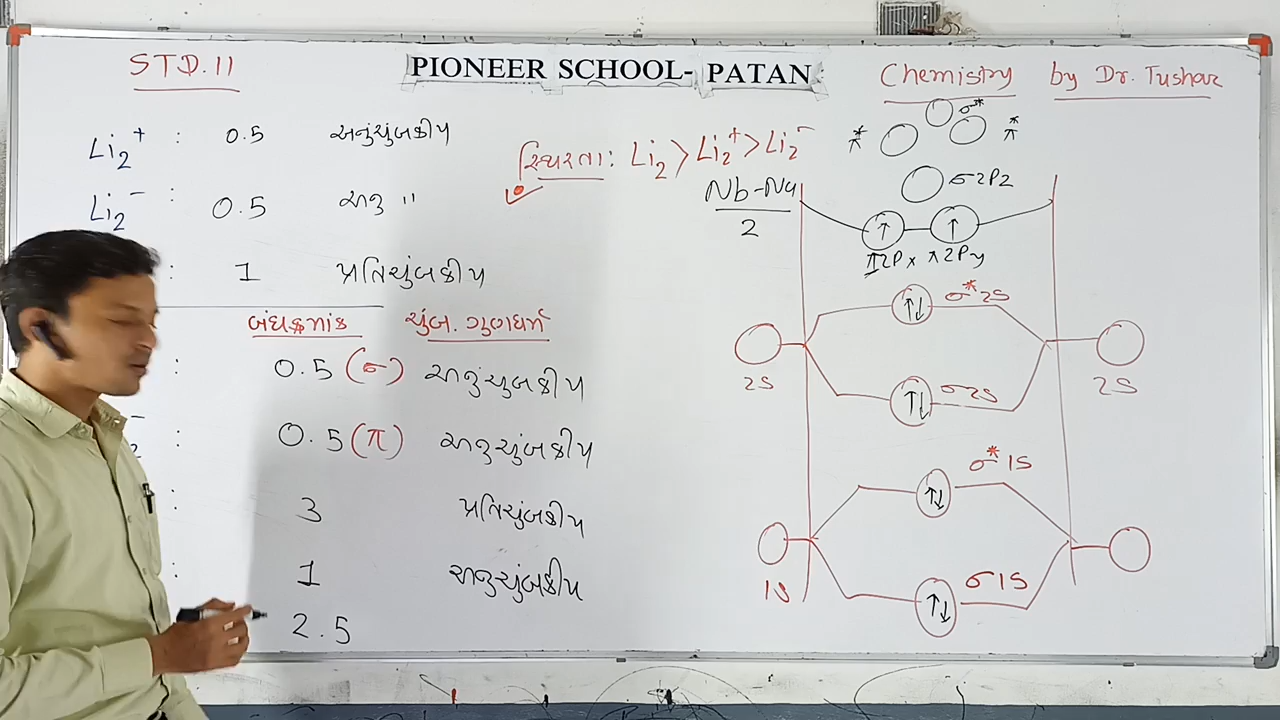 STD.11
PIONEER SCHOOL- PATAN
Chemistry by Dr. Tushar
Li2+ : 0.5 અનુચુંબકીય
Li2- : 0.5 અનુ "
: 1 પ્રતિચુંબકીય
સ્થિરતા: Li2 > Li2+ > Li2-
બંધક્રમાંક ચુંબ. ગુણધર્મ
: 0.5 (σ) અનુચુંબકીય
: 0.5 (π) અનુચુંબકીય
: 3 પ્રતિચુંબકીય
: 1 અનુચુંબકીય
2.5
Nb-Na
2
σ*
π* π*
σ2Pz
↑ ↑
π2Px π2Py
↑↓ σ*2S
2S 2S
↑↓ σ2S
↑↓ σ*1S
1S
↑↓ σ1S